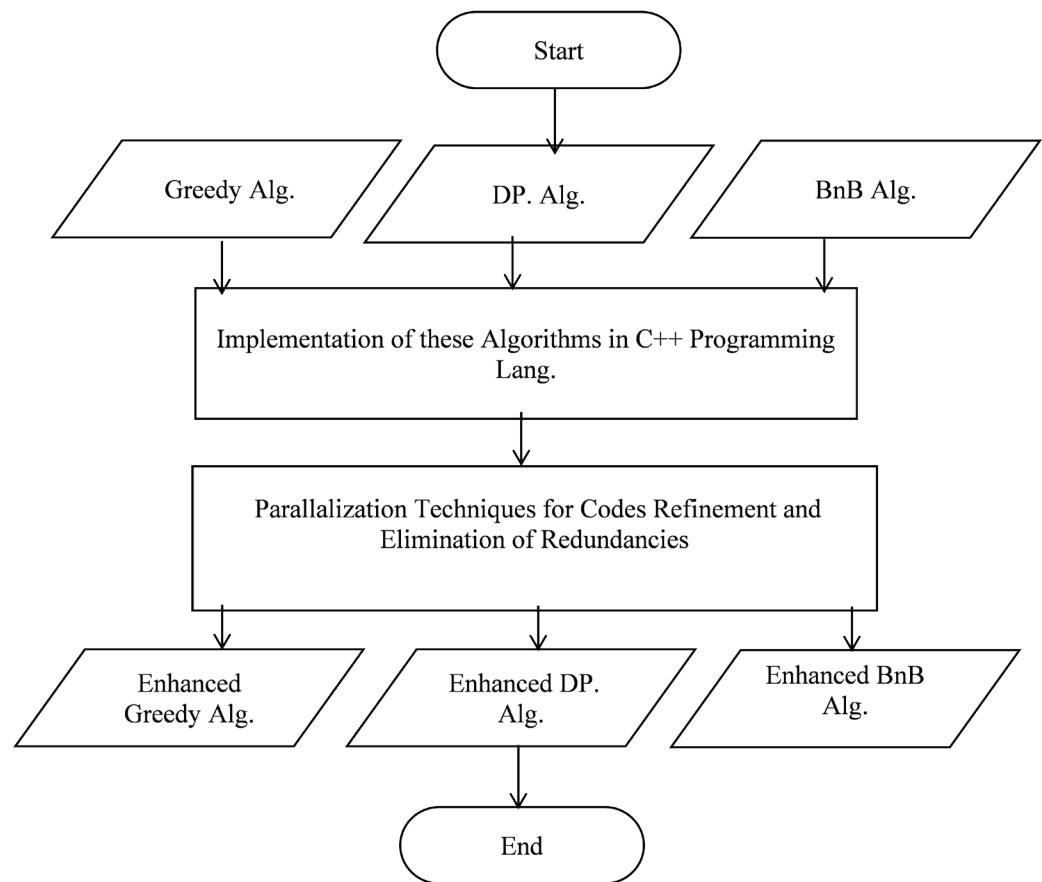 Start
Greedy Alg.
DP. Alg.
BnB Alg.
Implementation of these Algorithms in C++ Programming
Lang.
Parallalization Techniques for Codes Refinement and
Elimination of Redundancies
Enhanced
Greedy Alg.
Enhanced DP.
Alg.
Enhanced BnB
Alg.
End